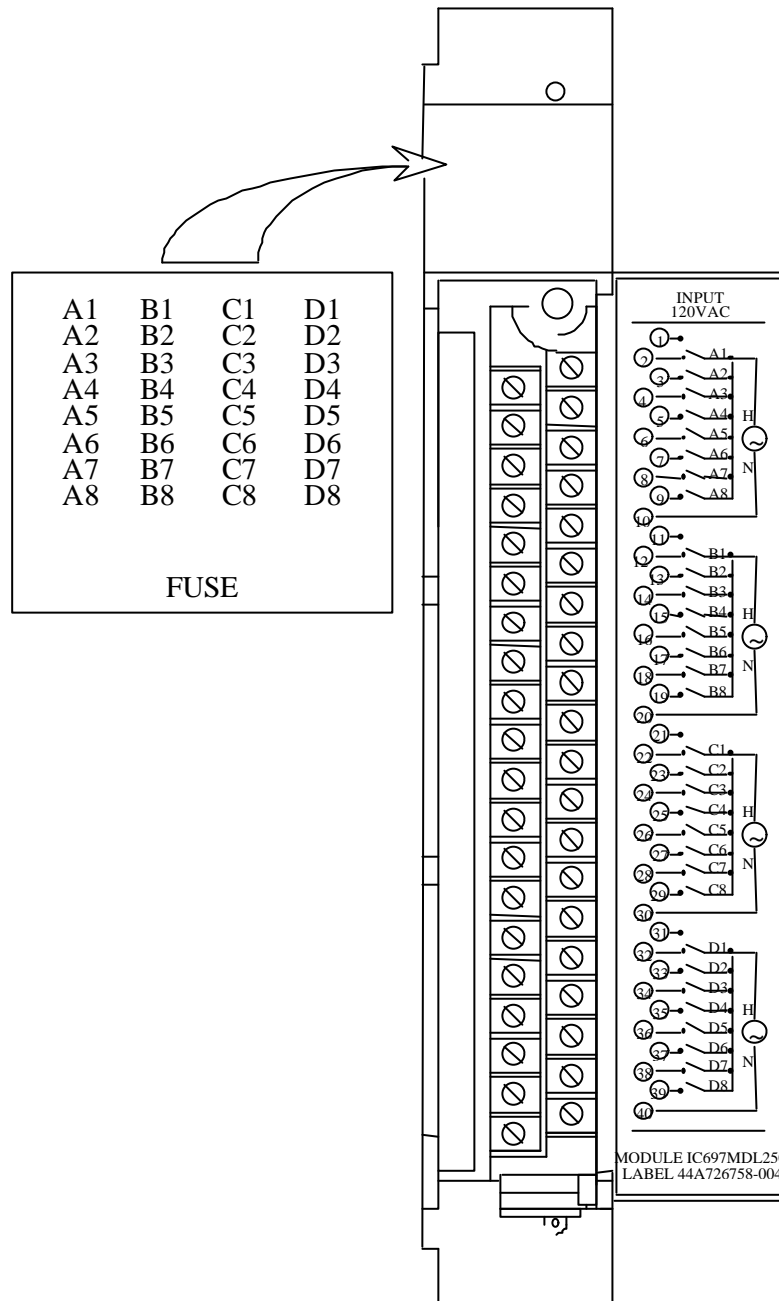 A1 B1 C1 D1
A2 B2 C2 D2
A3 B3 C3 D3
A4 B4 C4 D4
A5 B5 C5 D5
A6 B6 C6 D6
A7 B7 C7 D7
A8 B8 C8 D8
FUSE
INPUT
120VAC
1
2 A1
3 A2
4 A3
5 A4 H
6 A5
7 A6
8 A7 N
9 A8
10
11
12 B1
13 B2
14 B3
15 B4 H
16 B5
17 B6
18 B7 N
19 B8
20
21
22 C1
23 C2
24 C3
25 C4 H
26 C5
27 C6
28 C7 N
29 C8
30
31
32 D1
33 D2
34 D3
35 D4 H
36 D5
37 D6
38 D7 N
39 D8
40
MODULE IC697MDL250
LABEL 44A726758-004